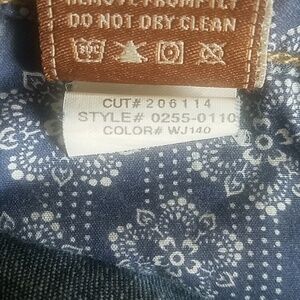 REMOVE PROMPTLY
DO NOT DRY CLEAN
CUT# 206114
STYLE# 0255-0110
COLOR# WJ140